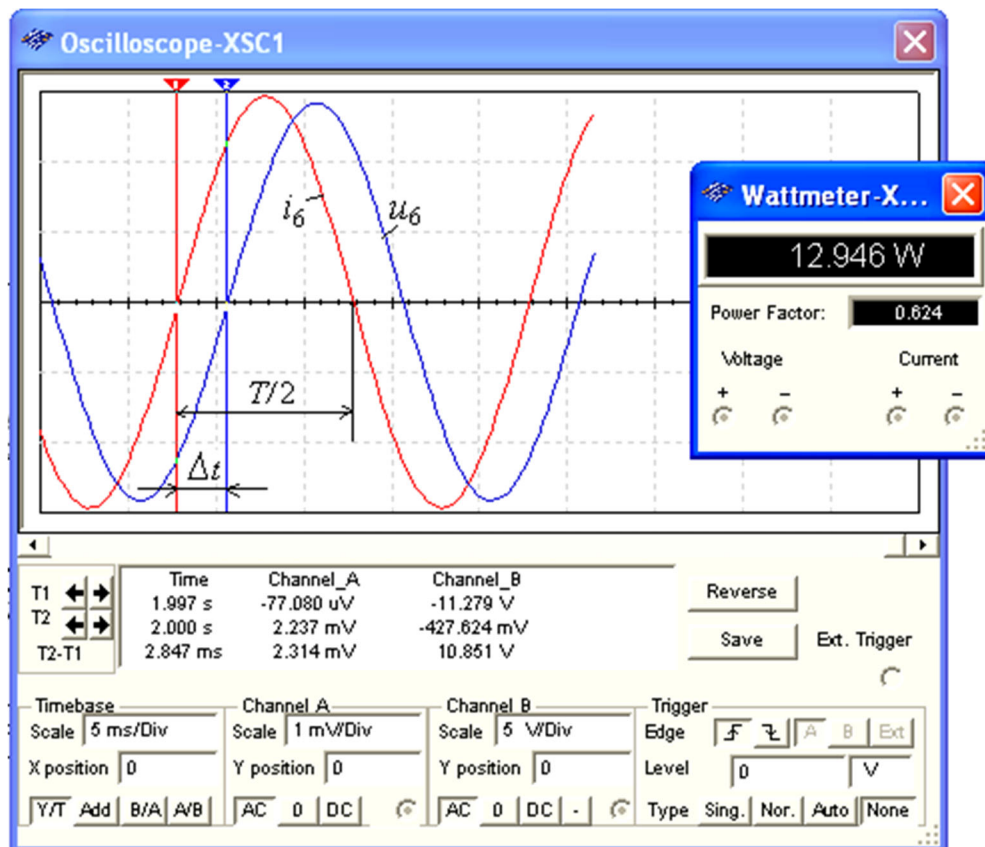 Oscilloscope-XSC1
1 2
i6
u6
T/2
Δt
Wattmeter-X...
12.946 W
Power Factor: 0.624
Voltage Current
+ − + −
T1
T2
T2-T1
Time Channel_A Channel_B
1.997 s -77.080 uV -11.279 V
2.000 s 2.237 mV -427.624 mV
2.847 ms 2.314 mV 10.851 V
Reverse
Save
Ext. Trigger
Timebase
Scale 5 ms/Div
X position 0
Y/T Add B/A A/B
Channel A
Scale 1 mV/Div
Y position 0
AC 0 DC
Channel B
Scale 5 V/Div
Y position 0
AC 0 DC -
Trigger
Edge A B Ext
Level 0 V
Type Sing. Nor. Auto None